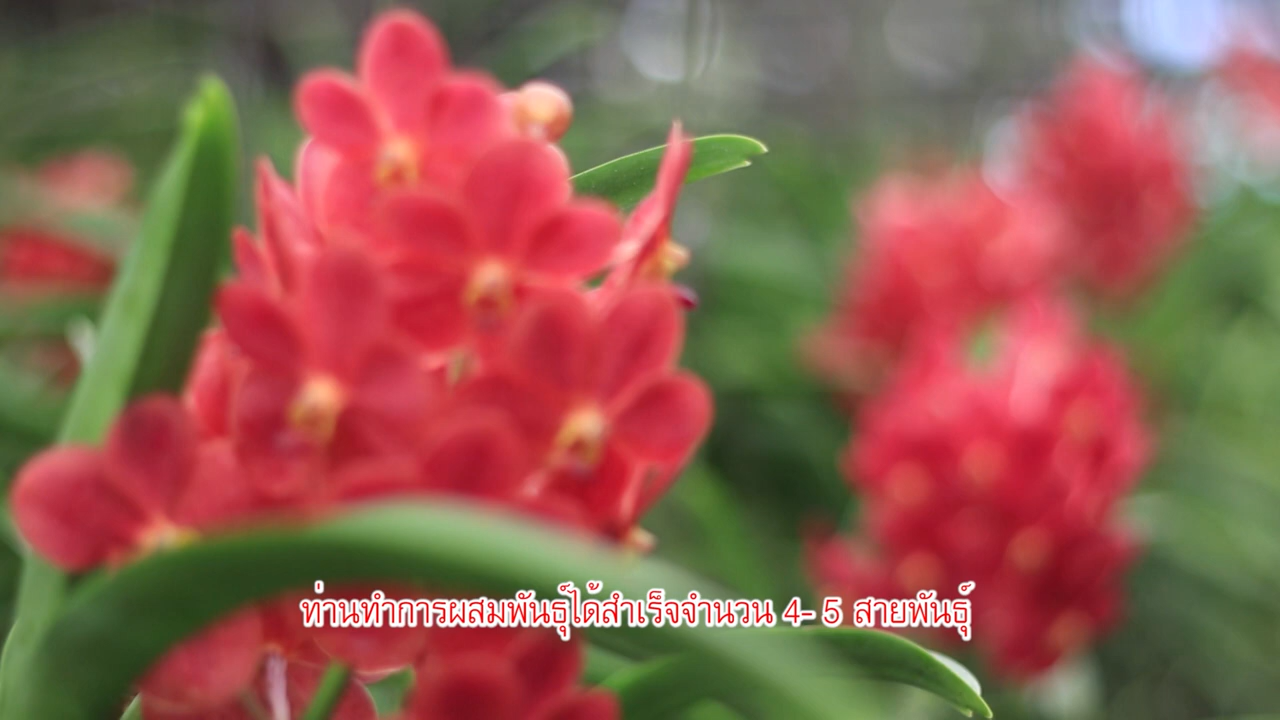 ท่านทำการผสมพันธุ์ได้สำเร็จจำนวน 4- 5 สายพันธุ์